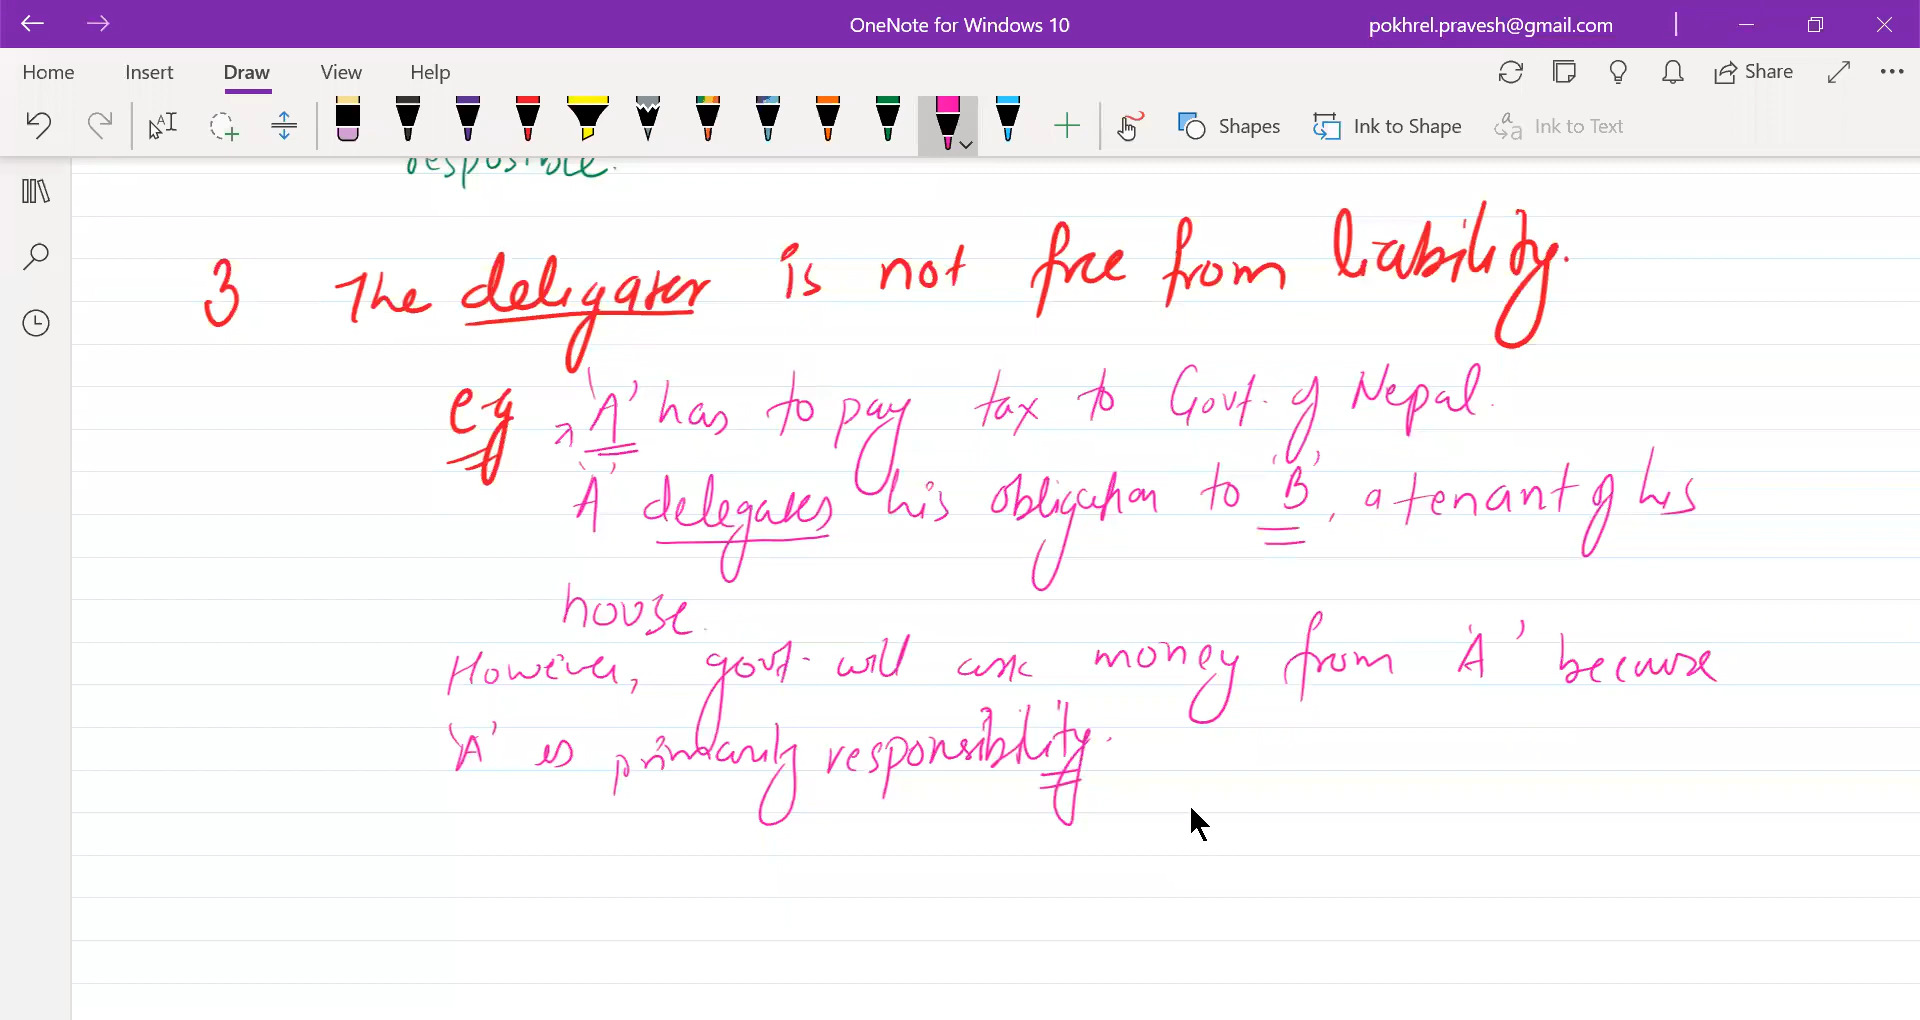 OneNote for Windows 10
pokhrel.pravesh@gmail.com
Home Insert Draw View Help
Share
Shapes Ink to Shape Ink to Text
resposible.
3 The deligater is not free from liability.
eg 'A' has to pay tax to Govt. of Nepal.
'A' delegates his obligation to 'B', a tenant of his
house.
However, govt. will ask money from 'A' because
'A' is primarily responsibility.